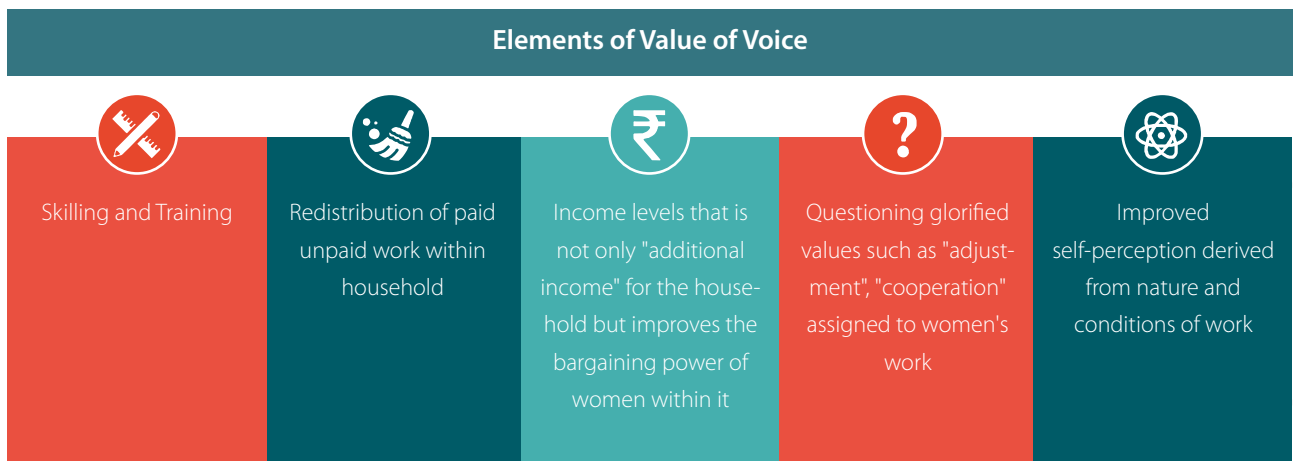 Elements of Value of Voice
₹
?
Skilling and Training
Redistribution of paid
unpaid work within
household
Income levels that is
not only "additional
income" for the house-
hold but improves the
bargaining power of
women within it
Questioning glorified
values such as "adjust-
ment", "cooperation"
assigned to women's
work
Improved
self-perception derived
from nature and
conditions of work